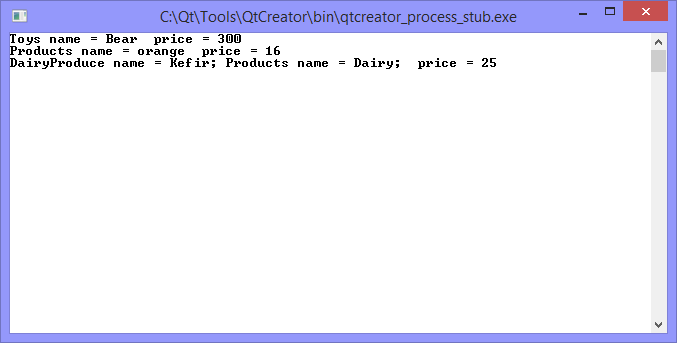 C:\Qt\Tools\QtCreator\bin\qtcreator_process_stub.exe
Toys name = Bear  price = 300
Products name = orange  price = 16
DairyProduce name = Kefir; Products name = Dairy;  price = 25